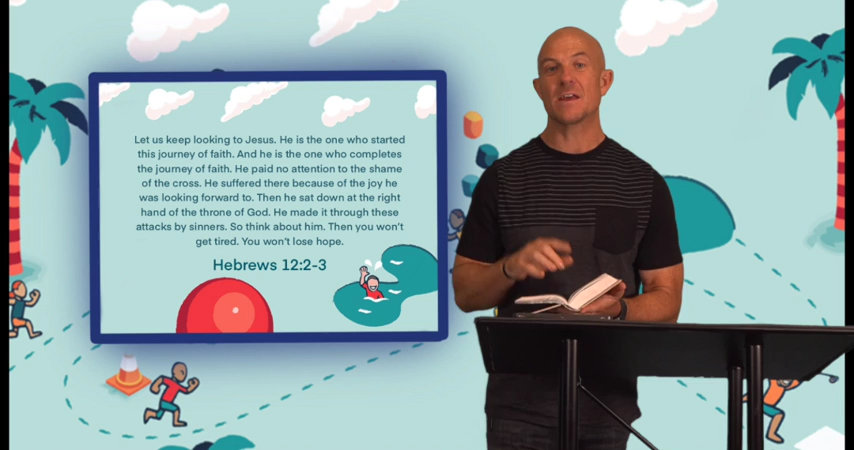 Let us keep looking to Jesus. He is the one who started
this journey of faith. And he is the one who completes
the journey of faith. He paid no attention to the shame
of the cross. He suffered there because of the joy he
was looking forward to. Then he sat down at the right
hand of the throne of God. He made it through these
attacks by sinners. So think about him. Then you won't
get tired. You won't lose hope.
Hebrews 12:2-3